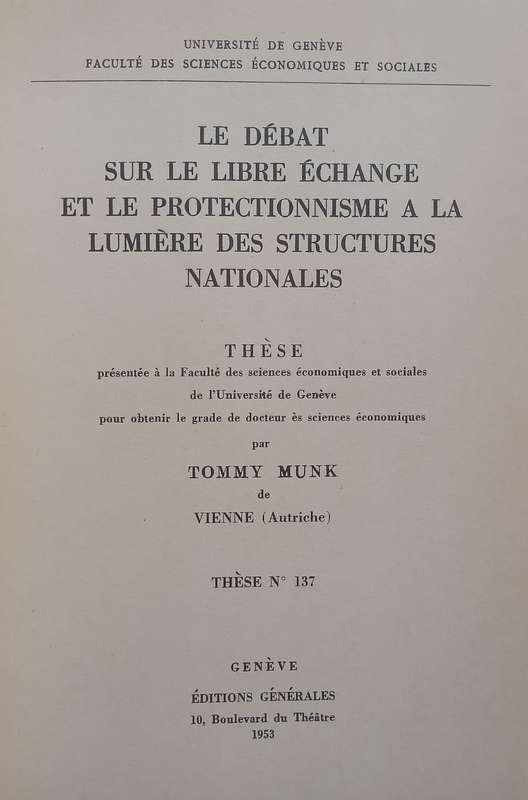 UNIVERSITÉ DE GENÈVE
FACULTÉ DES SCIENCES ÉCONOMIQUES ET SOCIALES
LE DÉBAT
SUR LE LIBRE ÉCHANGE
ET LE PROTECTIONNISME A LA
LUMIÈRE DES STRUCTURES
NATIONALES
THÈSE
présentée à la Faculté des sciences économiques et sociales
de l'Université de Genève
pour obtenir le grade de docteur ès sciences économiques
par
TOMMY MUNK
de
VIENNE (Autriche)
THÈSE N° 137
GENÈVE
ÉDITIONS GÉNÉRALES
10, Boulevard du Théâtre
1953